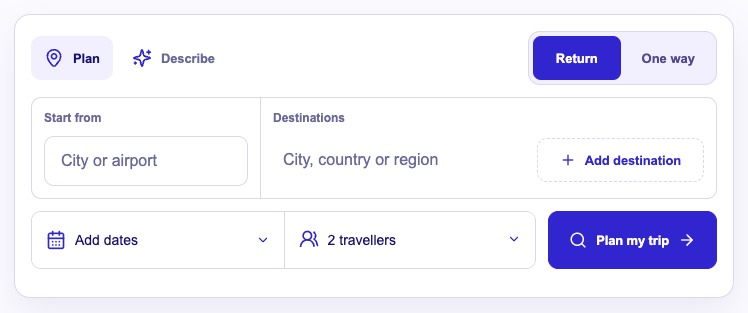 Plan
Describe
Return
One way
Start from
Destinations
City or airport
City, country or region
Add destination
Add dates
2 travellers
Plan my trip